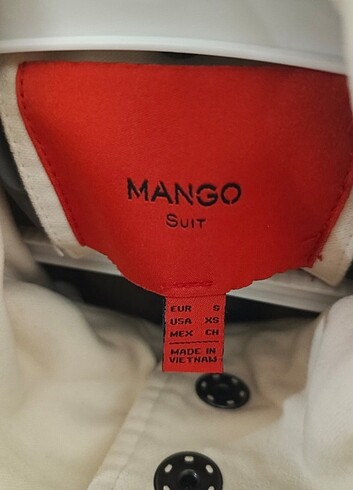 MANGO
SUIT
EUR S
USA XS
MEX CH
MADE IN
VIETNAM